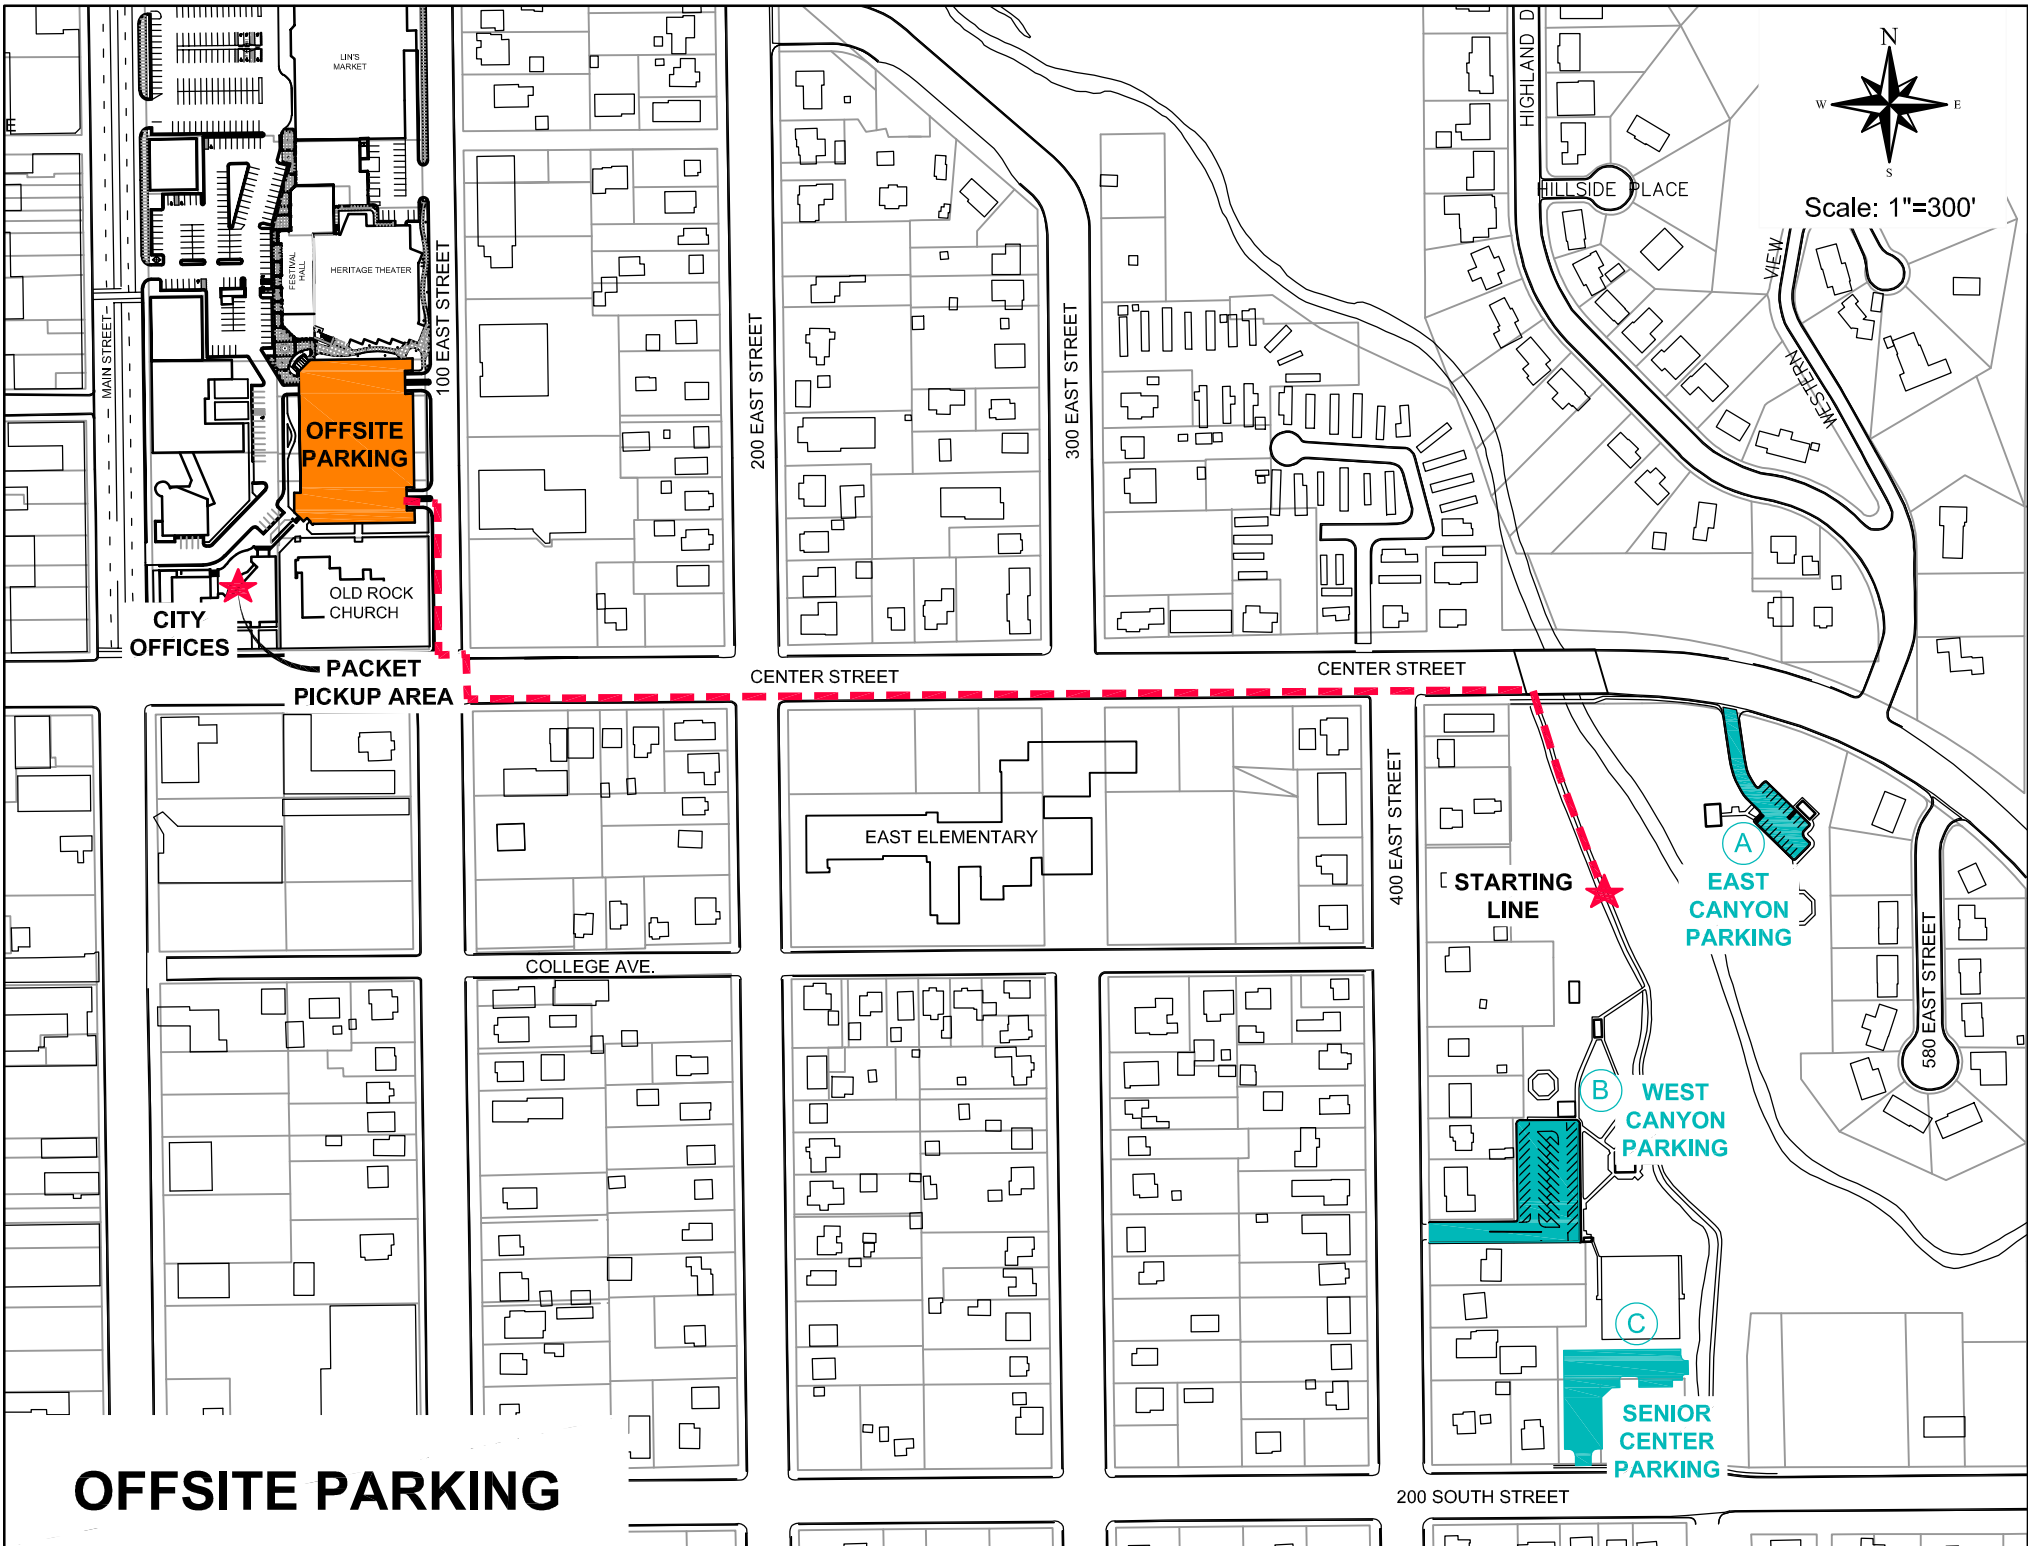 LIN'S
MARKET
HIGHLAND D
N
W
E
S
Scale: 1"=300'
HILLSIDE PLACE
VIEW
WESTERN
FESTIVAL
HALL
HERITAGE THEATER
MAIN STREET
100 EAST STREET
200 EAST STREET
300 EAST STREET
OFFSITE
PARKING
OLD ROCK
CHURCH
CITY
OFFICES
PACKET
PICKUP AREA
CENTER STREET
CENTER STREET
EAST ELEMENTARY
400 EAST STREET
STARTING
LINE
A
EAST
CANYON
PARKING
580 EAST STREET
COLLEGE AVE.
B
WEST
CANYON
PARKING
C
SENIOR
CENTER
PARKING
OFFSITE PARKING
200 SOUTH STREET